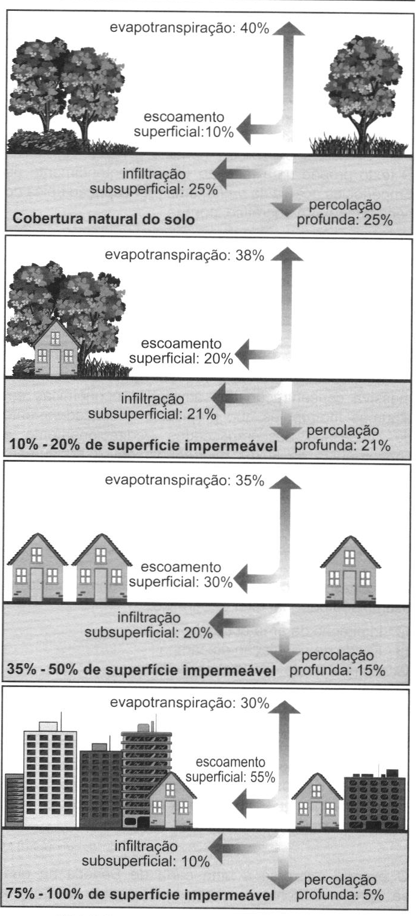 evapotranspiração: 40%
escoamento
superficial:10%
infiltração
subsuperficial: 25%
percolação
Cobertura natural do solo
profunda: 25%
evapotranspiração: 38%
escoamento
superficial: 20%
infiltração
subsuperficial: 21%
percolação
10% - 20% de superfície impermeável
profunda: 21%
evapotranspiração: 35%
escoamento
superficial: 30%
infiltração
subsuperficial: 20%
percolação
35% - 50% de superfície impermeável
profunda: 15%
evapotranspiração: 30%
escoamento
superficial: 55%
infiltração
subsuperficial: 10%
percolação
75% - 100% de superfície impermeável
profunda: 5%